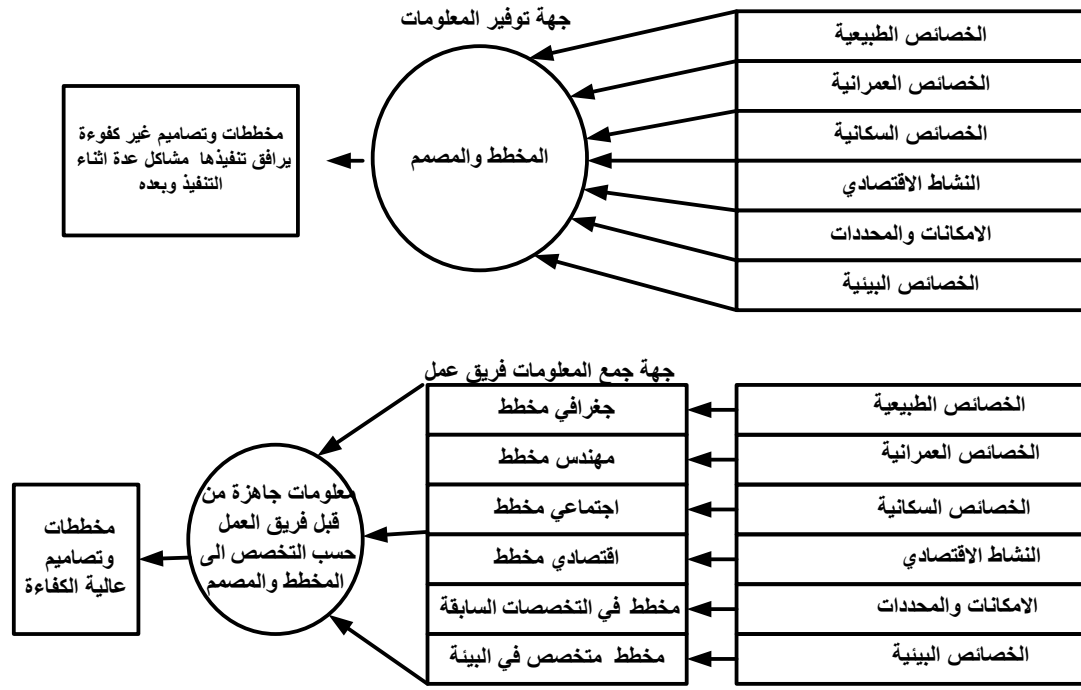 جهة توفير المعلومات
الخصائص الطبيعية
الخصائص العمرانية
الخصائص السكانية
النشاط الاقتصادي
الامكانات والمحددات
الخصائص البيئية
المخطط والمصمم
مخططات وتصاميم غير كفوءة
يرافق تنفيذها مشاكل عدة اثناء
التنفيذ وبعده
جهة جمع المعلومات فريق عمل
الخصائص الطبيعية
الخصائص العمرانية
الخصائص السكانية
النشاط الاقتصادي
الامكانات والمحددات
الخصائص البيئية
جغرافي مخطط
مهندس مخطط
اجتماعي مخطط
اقتصادي مخطط
مخطط في التخصصات السابقة
مخطط متخصص في البيئة
معلومات جاهزة من
قبل فريق العمل
حسب التخصص الى
المخطط والمصمم
مخططات
وتصاميم
عالية الكفاءة